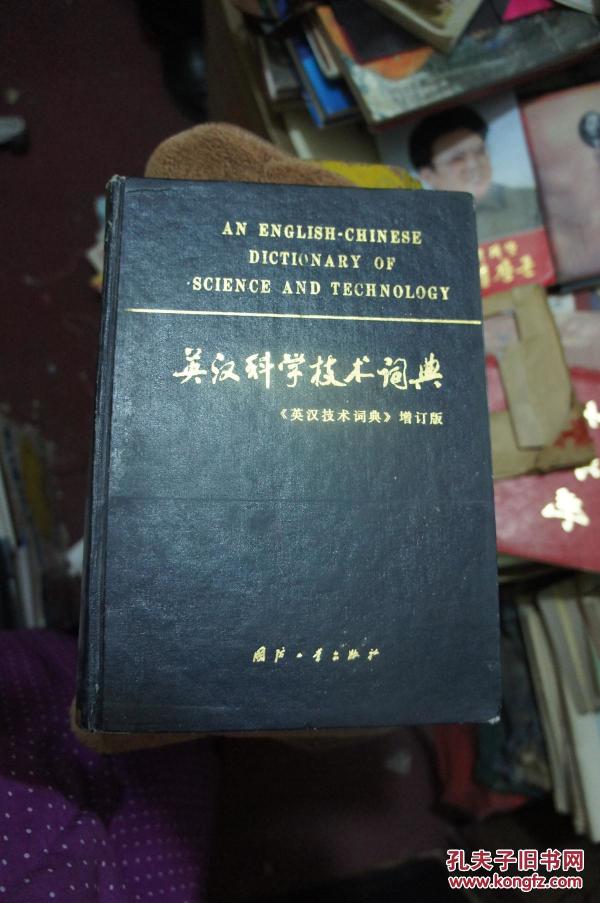 AN ENGLISH-CHINESE
DICTIONARY OF
SCIENCE AND TECHNOLOGY
英汉科学技术词典
《英汉技术词典》增订版
国防工业出版社
孔夫子旧书网
www.kongfz.com